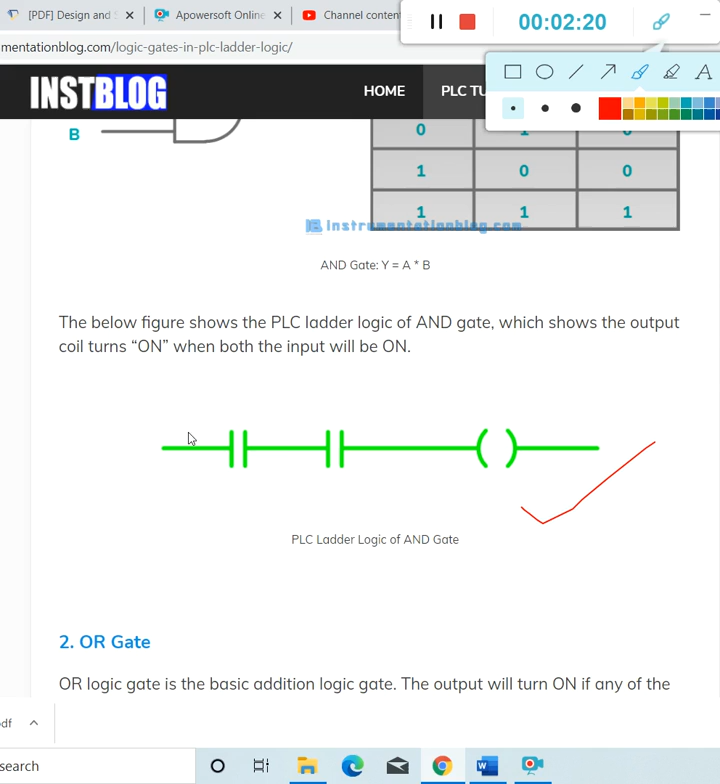 [PDF] Design and
Apowersoft Online
Channel conten
00:02:20
mentationblog.com/logic-gates-in-plc-ladder-logic/
A
INSTBLOG
HOME
PLC TU
B
0
1 0 0
1 1 1
Instrumentationblog.com
AND Gate: Y = A * B
The below figure shows the PLC ladder logic of AND gate, which shows the output
coil turns “ON” when both the input will be ON.
PLC Ladder Logic of AND Gate
2. OR Gate
OR logic gate is the basic addition logic gate. The output will turn ON if any of the
df
search
W